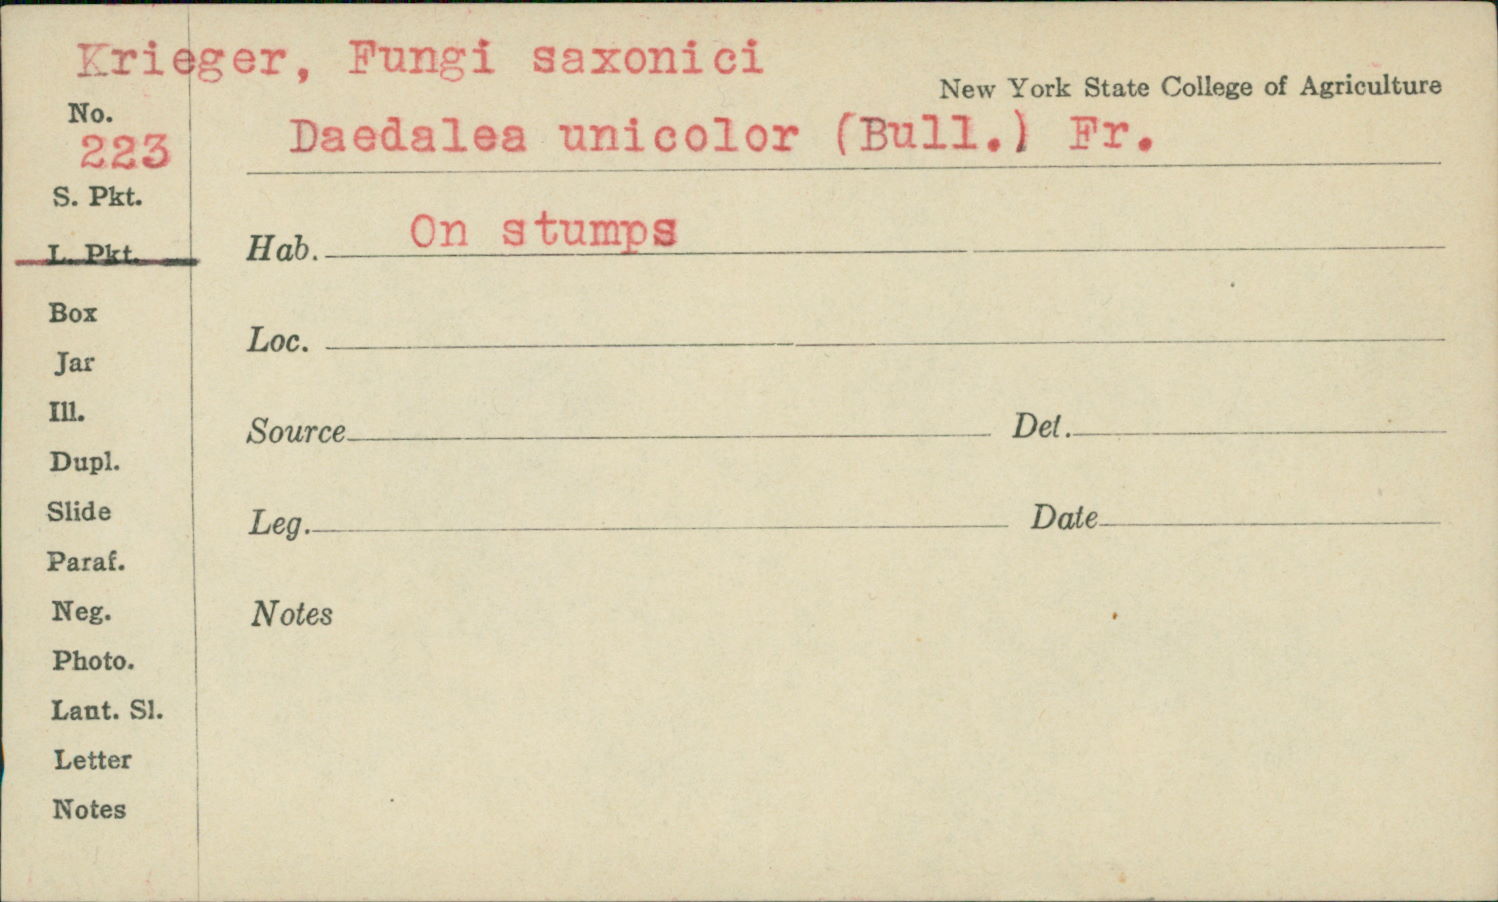 Krieger, Fungi saxonici
New York State College of Agriculture
No.
223
Daedalea unicolor (Bull.) Fr.
S. Pkt.
L. Pkt.
Hab. On stumps
Box
Loc.
Jar
Ill.
Source Det.
Dupl.
Slide
Leg. Date
Paraf.
Neg.
Notes
Photo.
Lant. Sl.
Letter
Notes